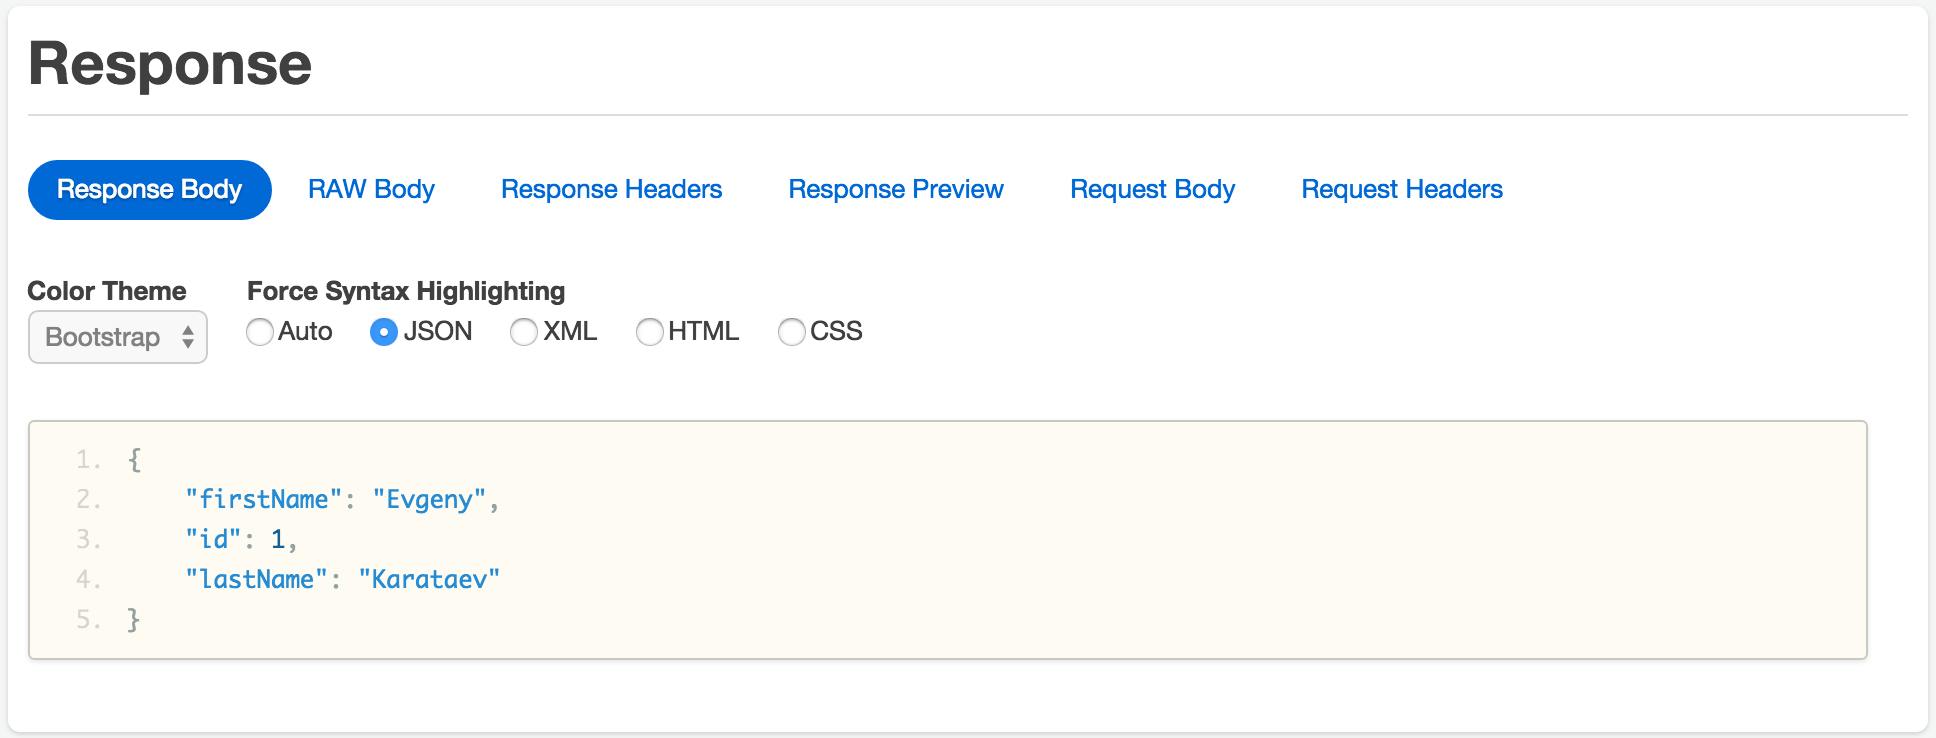 Response
Response Body RAW Body Response Headers Response Preview Request Body Request Headers
Color Theme Force Syntax Highlighting
Bootstrap Auto JSON XML HTML CSS
1. {
2. "firstName": "Evgeny",
3. "id": 1,
4. "lastName": "Karataev"
5. }